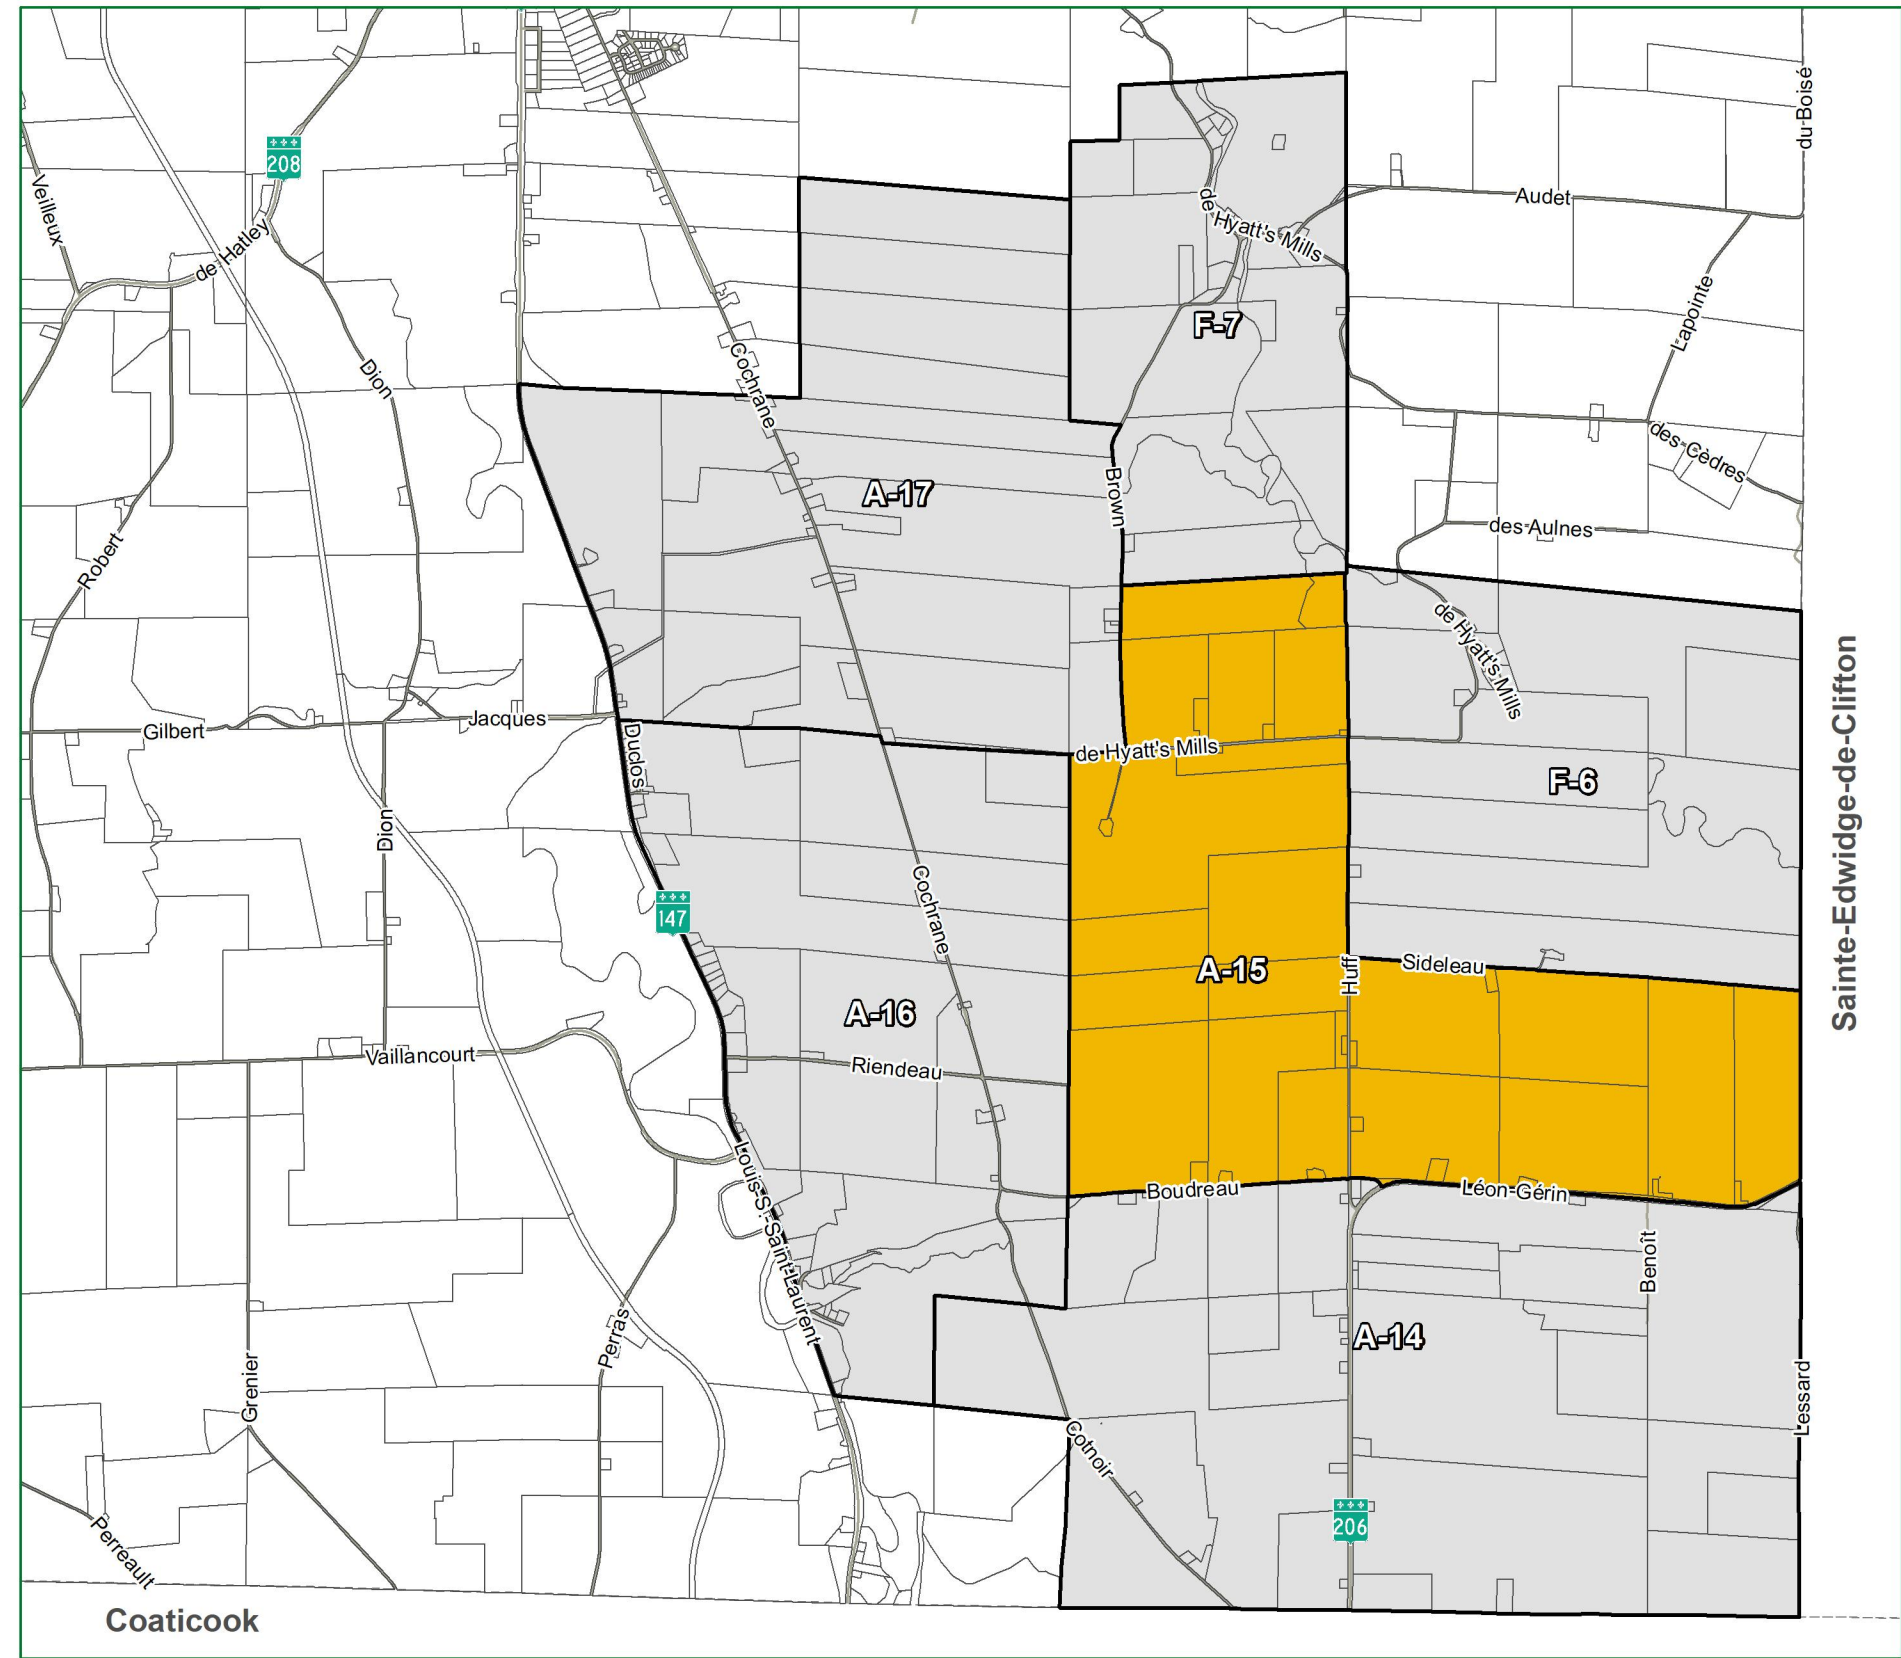 du Boisé
208
Veilleux
de Hatley
Audet
de Hyatt's Mills
Lapointe
F-7
Cochrane
Dion
des Cèdres
A-17
Brown
des Aulnes
Robert
de Hyatt's Mills
Sainte-Edwidge-de-Clifton
Gilbert
Jacques
Duclos
de Hyatt's Mills
F-6
Dion
147
Cochrane
A-15
Huff
Sideleau
A-16
Vaillancourt
Riendeau
Boudreau
Léon-Gérin
Louis-S.-Saint-Laurent
Benoît
A-14
Perras
Grenier
Lessard
Cotnoir
206
Perreault
Coaticook